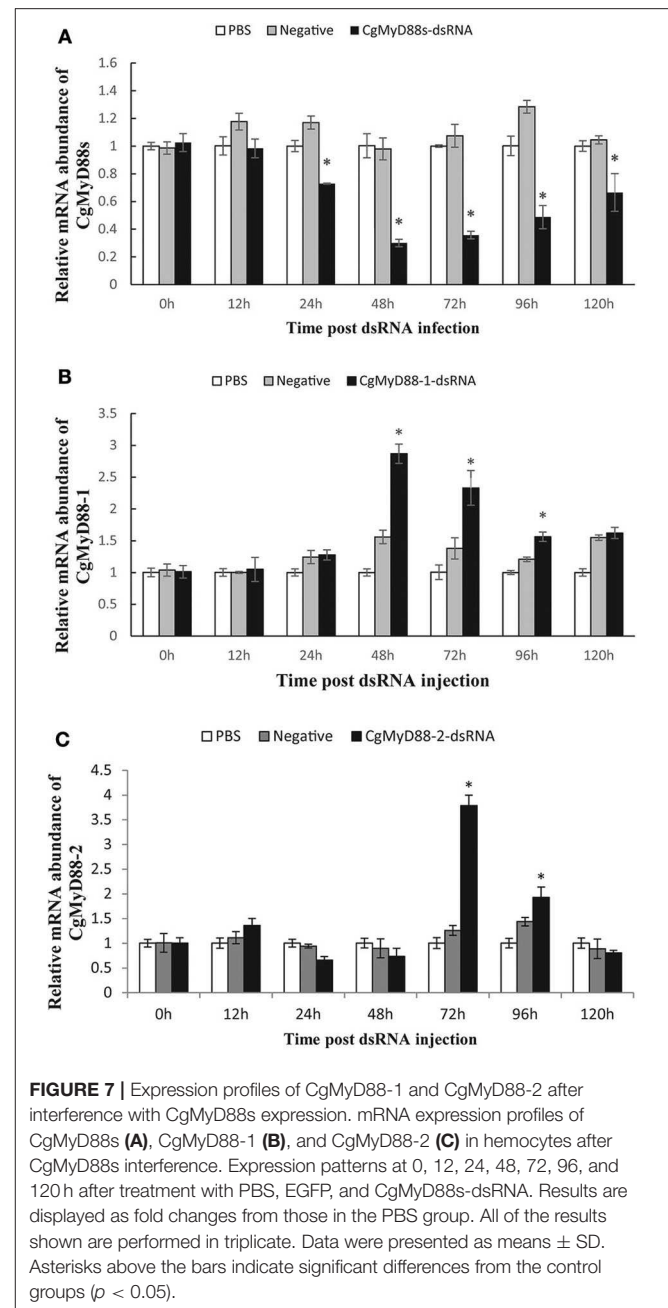 A
PBS Negative CgMyD88s-dsRNA
Relative mRNA abundance of
CgMyD88s
1.6
1.4
1.2
1
0.8
0.6
0.4
0.2
0
* * * * *
0h 12h 24h 48h 72h 96h 120h
Time post dsRNA infection
B
PBS Negative CgMyD88-1-dsRNA
Relative mRNA abundance of
CgMyD88-1
3.5
3
2.5
2
1.5
1
0.5
0
* * *
0h 12h 24h 48h 72h 96h 120h
Time post dsRNA injection
C
PBS Negative CgMyD88-2-dsRNA
Relative mRNA abundance of
CgMyD88-2
4.5
4
3.5
3
2.5
2
1.5
1
0.5
0
* *
0h 12h 24h 48h 72h 96h 120h
Time post dsRNA injection
FIGURE 7 | Expression profiles of CgMyD88-1 and CgMyD88-2 after
interference with CgMyD88s expression. mRNA expression profiles of
CgMyD88s (A), CgMyD88-1 (B), and CgMyD88-2 (C) in hemocytes after
CgMyD88s interference. Expression patterns at 0, 12, 24, 48, 72, 96, and
120 h after treatment with PBS, EGFP, and CgMyD88s-dsRNA. Results are
displayed as fold changes from those in the PBS group. All of the results
shown are performed in triplicate. Data were presented as means ± SD.
Asterisks above the bars indicate significant differences from the control
groups (p < 0.05).